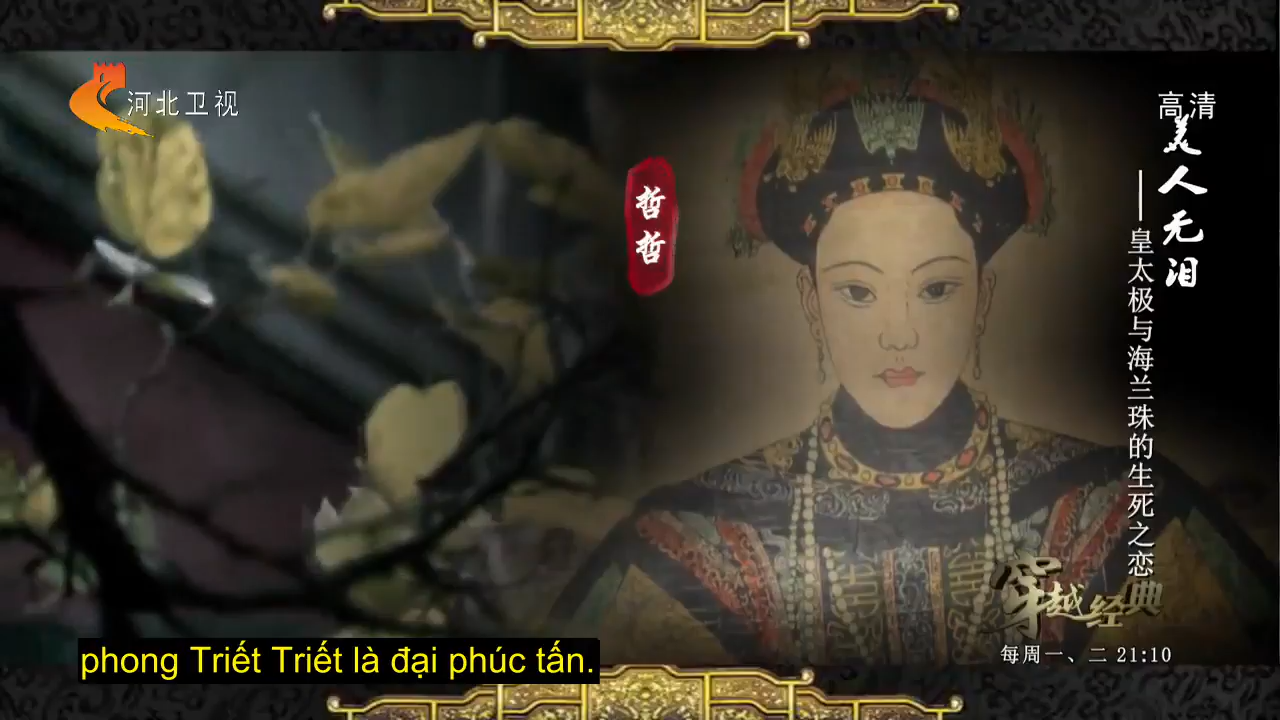 河北卫视
高清
美人无泪
——皇太极与海兰珠的生死之恋
哲哲
穿越经典
每周一、二 21:10
phong Triết Triết là đại phúc tấn.